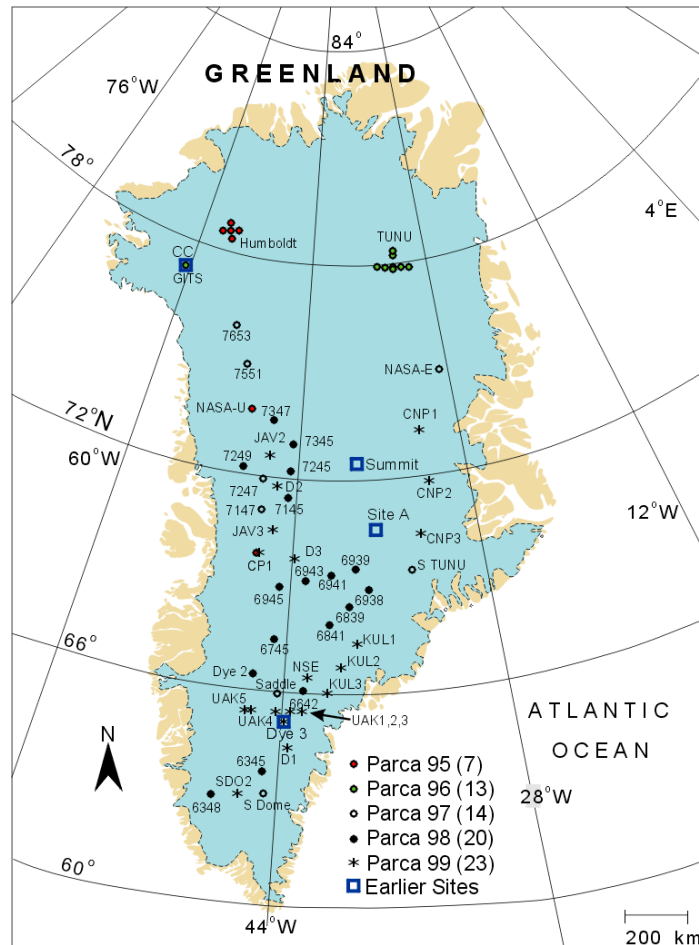 84°
GREENLAND
76°W
78°
4°E
Humboldt
TUNU
CC
GITS
7653
7551
NASA-E
NASA-U
7347
CNP1
72°N
JAV2
7345
60°W
7249
7245
Summit
7247
D2
CNP2
7147
7145
12°W
Site A
JAV3
CNP3
CP1
D3
6939
S TUNU
6943
6941
6945
6938
6839
6841
66°
6745
KUL1
NSE
KUL2
Dye 2
Saddle
KUL3
UAK5
6642
UAK4
UAK1,2,3
Dye 3
ATLANTIC
OCEAN
N
D1
6345
SDO2
6348
S Dome
Parca 95 (7)
Parca 96 (13)
Parca 97 (14)
Parca 98 (20)
Parca 99 (23)
Earlier Sites
28°W
60°
44°W
200 km